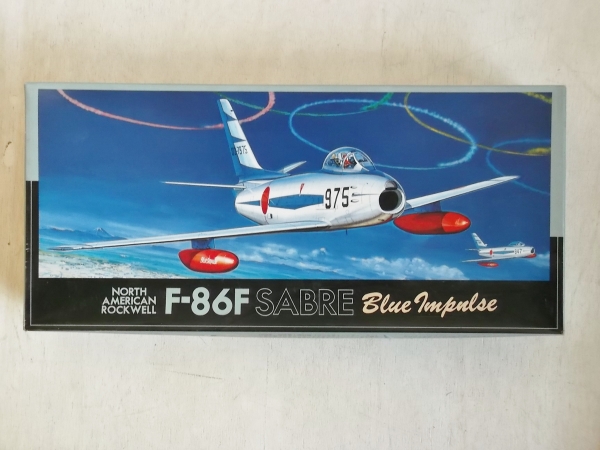 975
NORTH
AMERICAN
ROCKWELL
F-86F SABRE Blue Impulse